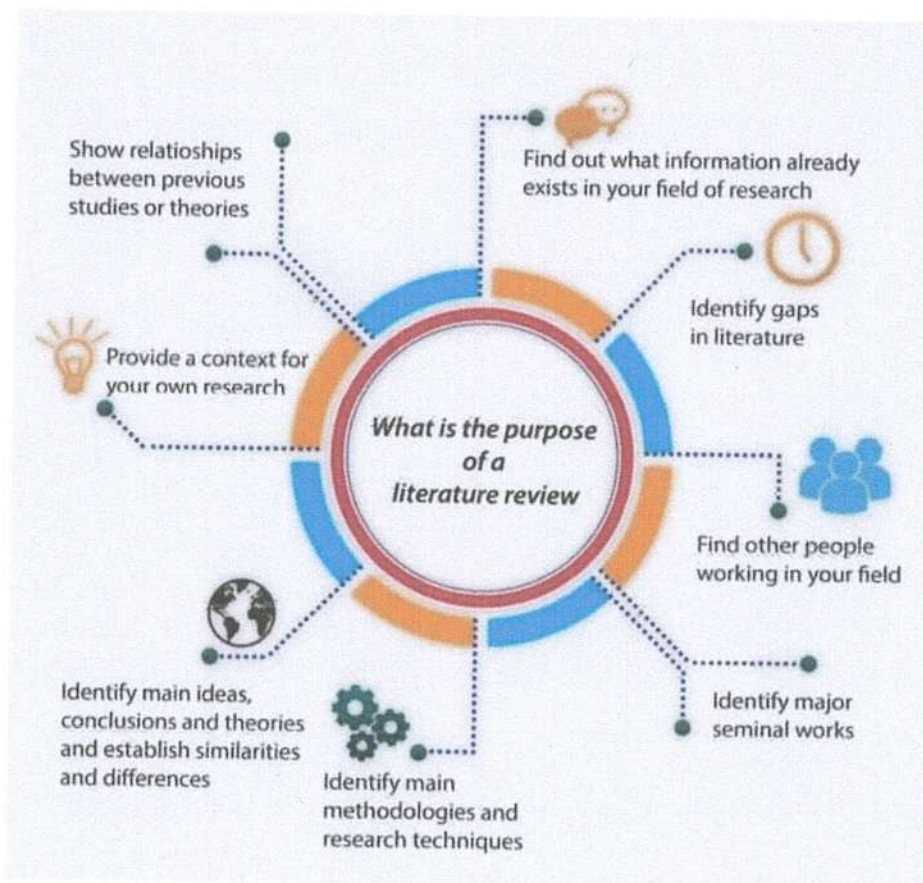 What is the purpose
of a
literature review
Find out what information already
exists in your field of research
Identify gaps
in literature
Find other people
working in your field
Identify major
seminal works
Identify main
methodologies and
research techniques
Identify main ideas,
conclusions and theories
and establish similarities
and differences
Provide a context for
your own research
Show relatioships
between previous
studies or theories